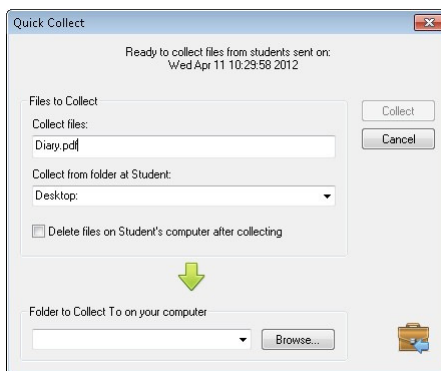 Quick Collect
Ready to collect files from students sent on:
Wed Apr 11 10:29:58 2012
Files to Collect
Collect files:
Diary.pdf
Collect from folder at Student:
Desktop:
Delete files on Student's computer after collecting
Collect
Cancel
Folder to Collect To on your computer
Browse...